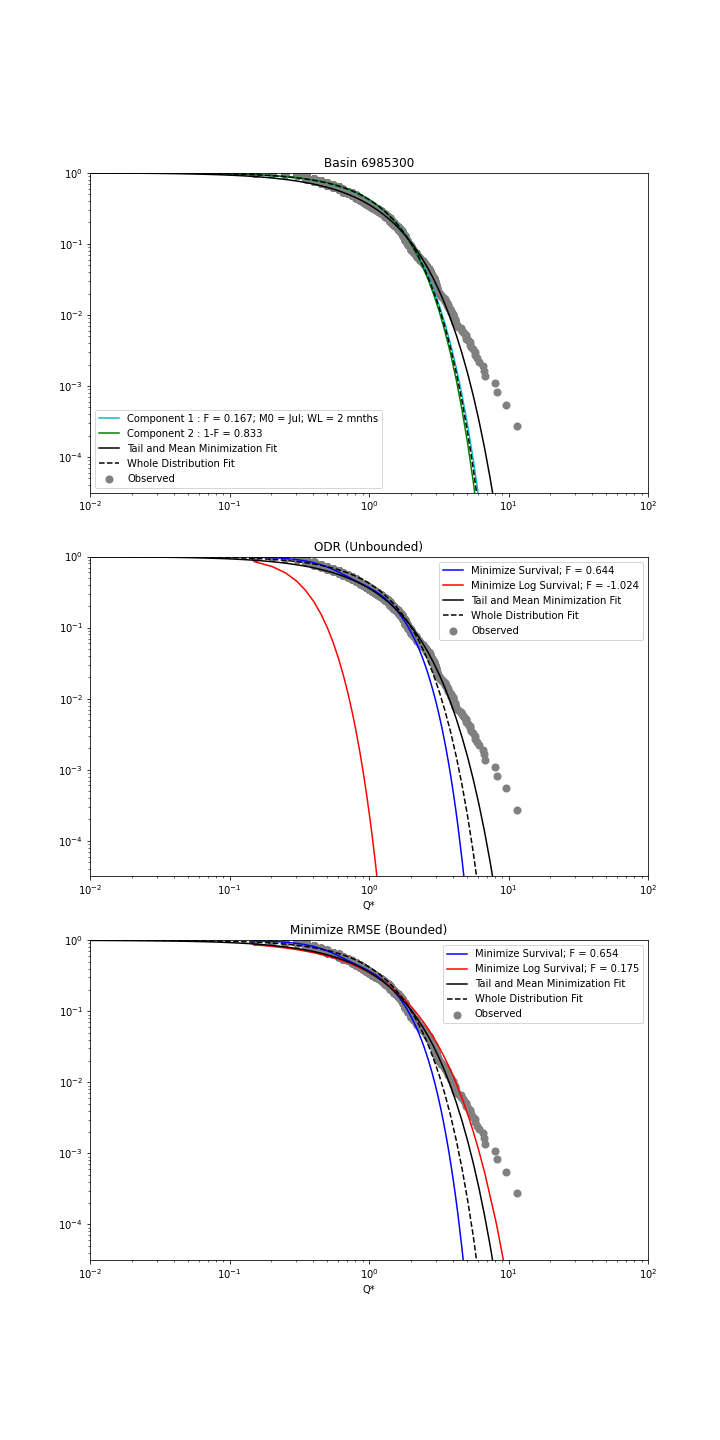 Basin 6985300
10^0
10^-1
10^-2
10^-3
10^-4
Component 1 : F = 0.167; M0 = Jul; WL = 2 mnths
Component 2 : 1-F = 0.833
Tail and Mean Minimization Fit
Whole Distribution Fit
Observed
10^-2 10^-1 10^0 10^1 10^2
ODR (Unbounded)
10^0
10^-1
10^-2
10^-3
10^-4
Minimize Survival; F = 0.644
Minimize Log Survival; F = -1.024
Tail and Mean Minimization Fit
Whole Distribution Fit
Observed
10^-2 10^-1 10^0 10^1 10^2
Q*
Minimize RMSE (Bounded)
10^0
10^-1
10^-2
10^-3
10^-4
Minimize Survival; F = 0.654
Minimize Log Survival; F = 0.175
Tail and Mean Minimization Fit
Whole Distribution Fit
Observed
10^-2 10^-1 10^0 10^1 10^2
Q*